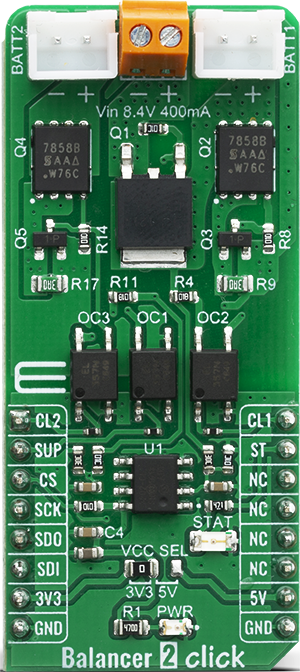 BATT2 BATT1
- + - +
Vin 8.4V 400mA
Q4 Q1 Q2
7858B 7858B
AA W76C
W76C
Q5 R14 Q3 R8
R17 R11 R4 R9
OC3 OC1 OC2
U1
CL2 CL1
SUP ST
CS NC
SCK NC
STAT
SDO C4 NC
VCC SEL
SDI NC
3V3 3V3 5V 5V
R1 4700 PWR
GND GND
Balancer 2 click